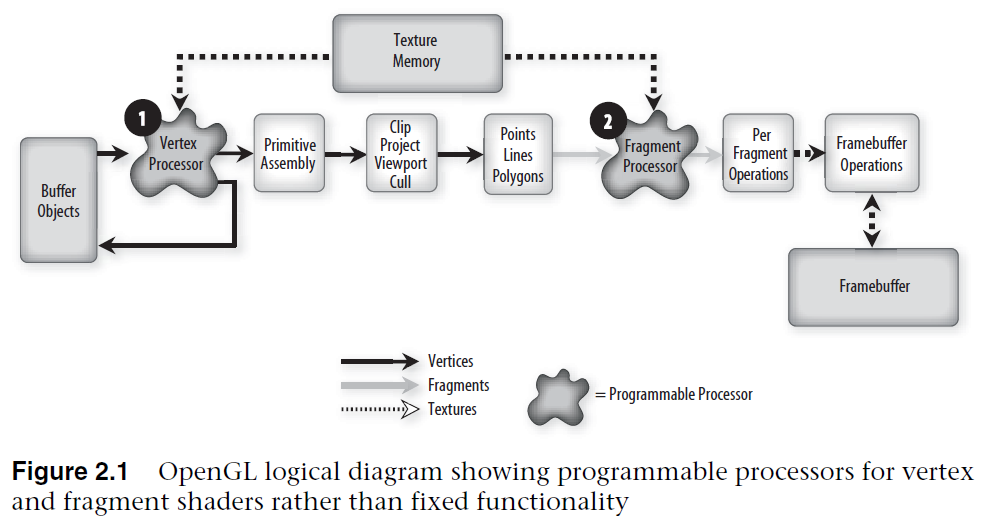 Texture
Memory
1
Vertex
Processor
Buffer
Objects
Primitive
Assembly
Clip
Project
Viewport
Cull
Points
Lines
Polygons
2
Fragment
Processor
Per
Fragment
Operations
Framebuffer
Operations
Framebuffer
Vertices
Fragments
Textures
= Programmable Processor
Figure 2.1 OpenGL logical diagram showing programmable processors for vertex
and fragment shaders rather than fixed functionality